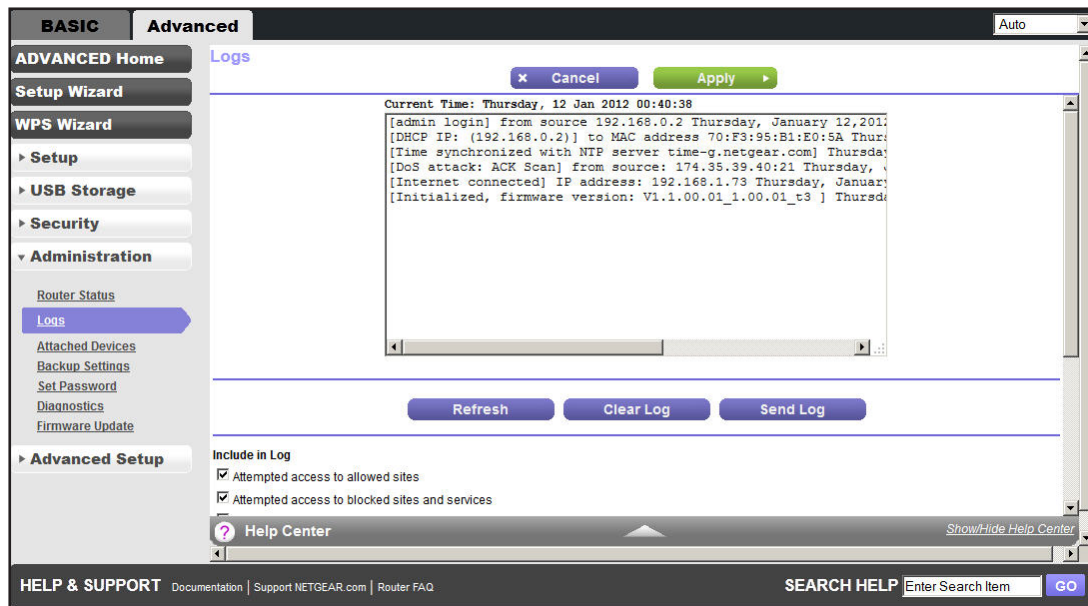 BASIC
Advanced
Auto
ADVANCED Home
Setup Wizard
WPS Wizard
Setup
USB Storage
Security
Administration
Router Status
Logs
Attached Devices
Backup Settings
Set Password
Diagnostics
Firmware Update
Advanced Setup
Logs
Cancel
Apply
Current Time: Thursday, 12 Jan 2012 00:40:38
[admin login] from source 192.168.0.2 Thursday, January 12,2012
[DHCP IP: (192.168.0.2)] to MAC address 70:F3:95:B1:E0:5A Thurs
[Time synchronized with NTP server time-g.netgear.com] Thursday
[DoS attack: ACK Scan] from source: 174.35.39.40:21 Thursday,
[Internet connected] IP address: 192.168.1.73 Thursday, January
[Initialized, firmware version: V1.1.00.01_1.00.01_t3 ] Thursda
Refresh
Clear Log
Send Log
Include in Log
Attempted access to allowed sites
Attempted access to blocked sites and services
? Help Center
Show/Hide Help Center
HELP & SUPPORT Documentation | Support NETGEAR.com | Router FAQ
SEARCH HELP Enter Search Item GO